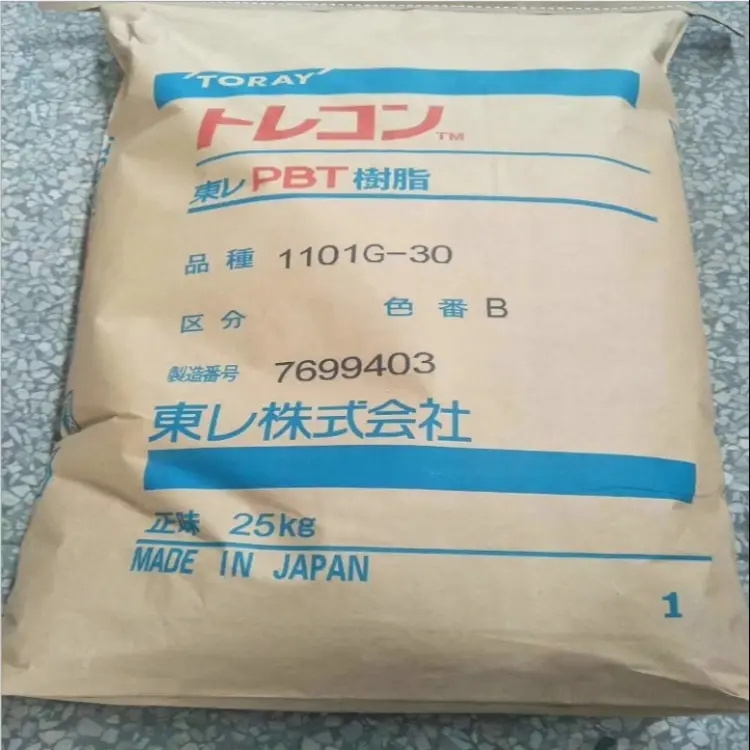 TORAY
トレコン™
東レPBT樹脂
品種 1101G-30
区分 色番 B
製造番号 7699403
東レ株式会社
正味 25kg
MADE IN JAPAN
1